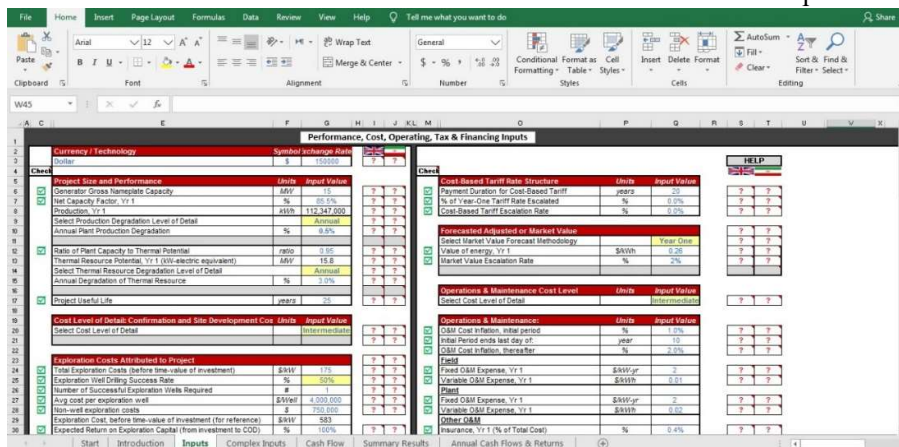 File Home Insert Page Layout Formulas Data Review View Help Tell me what you want to do Share
Paste
Arial 12
Wrap Text
General
Merge & Center
Conditional Formatting
Format as Table
Cell Styles
Insert Delete Format
AutoSum
Fill
Clear
Sort & Filter
Find & Select
Clipboard Font Alignment Number Styles Cells Editing
W45
Performance, Cost, Operating, Tax & Financing Inputs
Currency / Technology Symbol xchange Rate
Dollar $ 150000 ? ?
HELP
Check
Check
Project Size and Performance Units Input Value
Generator Gross Nameplate Capacity MW 15 ? ?
Net Capacity Factor, Yr 1 % 85.5% ? ?
Production, Yr 1 kWh 112,347,000 ? ?
Select Production Degradation Level of Detail Annual ? ?
Annual Plant Production Degradation % 0.5% ? ?
Ratio of Plant Capacity to Thermal Potential ratio 0.95 ? ?
Thermal Resource Potential, Yr 1 (kW-electric equivalent) MW 15.8 ? ?
Select Thermal Resource Degradation Level of Detail Annual ? ?
Annual Degradation of Thermal Resource % 3.0% ? ?
Project Useful Life years 25 ? ?
Cost Level of Detail: Confirmation and Site Development Cos Units Input Value
Select Cost Level of Detail Intermediate ? ?
Exploration Costs Attributed to Project
Total Exploration Costs (before time-value of investment) $/kW 175 ? ?
Exploration Well Drilling Success Rate % 50% ? ?
Number of Successful Exploration Wells Required # 1 ? ?
Avg cost per exploration well $/Well 4,000,000 ? ?
Non-well exploration costs $ 750,000 ? ?
Exploration Cost, before time-value of investment (for reference) $/kW 583 ? ?
Expected Return on Exploration Capital (from investment to COD) % 100% ? ?
Cost-Based Tariff Rate Structure Units Input Value
Payment Duration for Cost-Based Tariff years 20 ? ?
% of Year-One Tariff Rate Escalated % 0.0% ? ?
Cost-Based Tariff Escalation Rate % 0.0% ? ?
Forecasted Adjusted or Market Value
Select Market Value Forecast Methodology Year One ? ?
Value of energy, Yr 1 $/kWh 0.26 ? ?
Market Value Escalation Rate % 2% ? ?
Operations & Maintenance Cost Level Units Input Value
Select Cost Level of Detail Intermediate ? ?
Operations & Maintenance: Units Input Value
O&M Cost Inflation, initial period % 1.0% ? ?
Initial Period ends last day of: year 10 ? ?
O&M Cost Inflation, thereafter % 2.0% ? ?
Field
Fixed O&M Expense, Yr 1 $/kW-yr 2 ? ?
Variable O&M Expense, Yr 1 $/kWh 0.01 ? ?
Plant
Fixed O&M Expense, Yr 1 $/kW-yr 2 ? ?
Variable O&M Expense, Yr 1 $/kWh 0.02 ? ?
Other O&M
Insurance, Yr 1 (% of Total Cost) % 0.4% ? ?
Start Introduction Inputs Complex Inputs Cash Flow Summary Results Annual Cash Flows & Returns